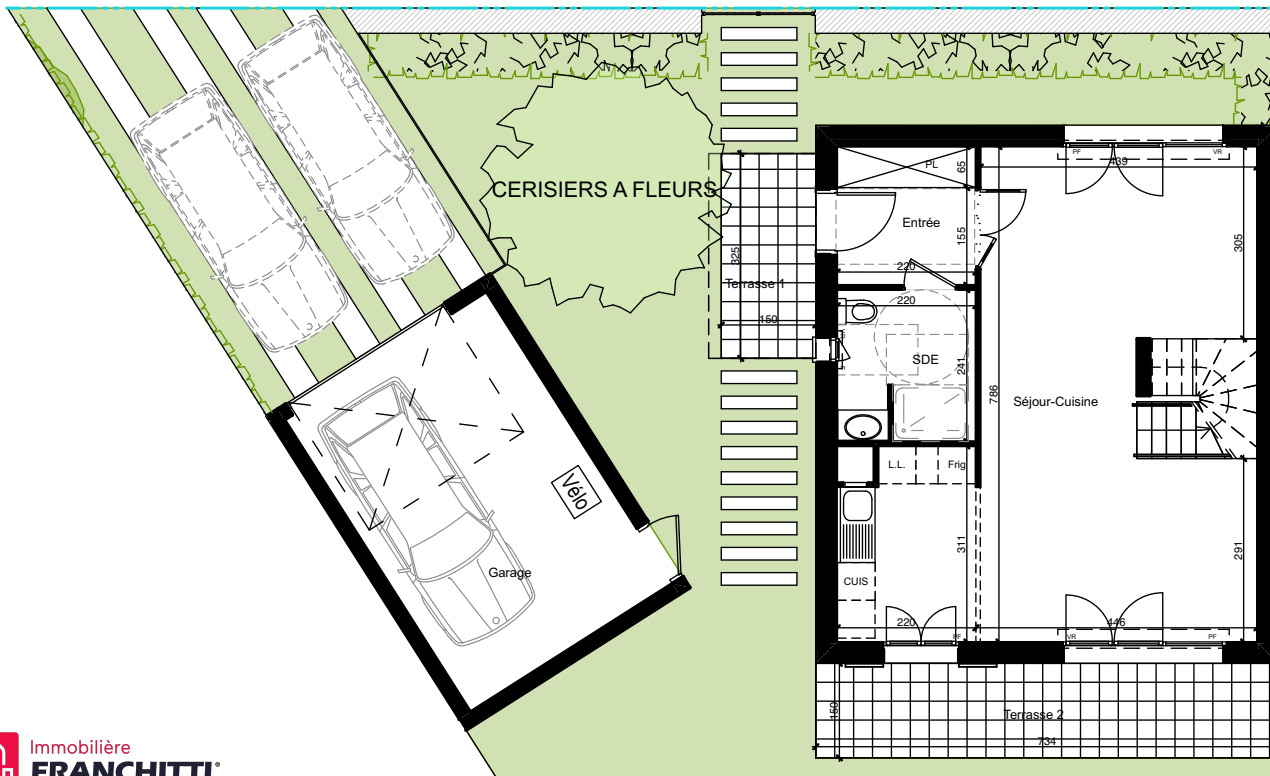 CERISIERS A FLEURS
PL
65
PF
VR
439
Entrée
155
220
305
325
Terrasse 1
150
220
SDE
241
786
Séjour-Cuisine
L.L.
Frig
311
291
Vélo
Garage
CUIS
220
PF
446
VR
PF
150
Terrasse 2
734
Immobilière
FRANCHITTI